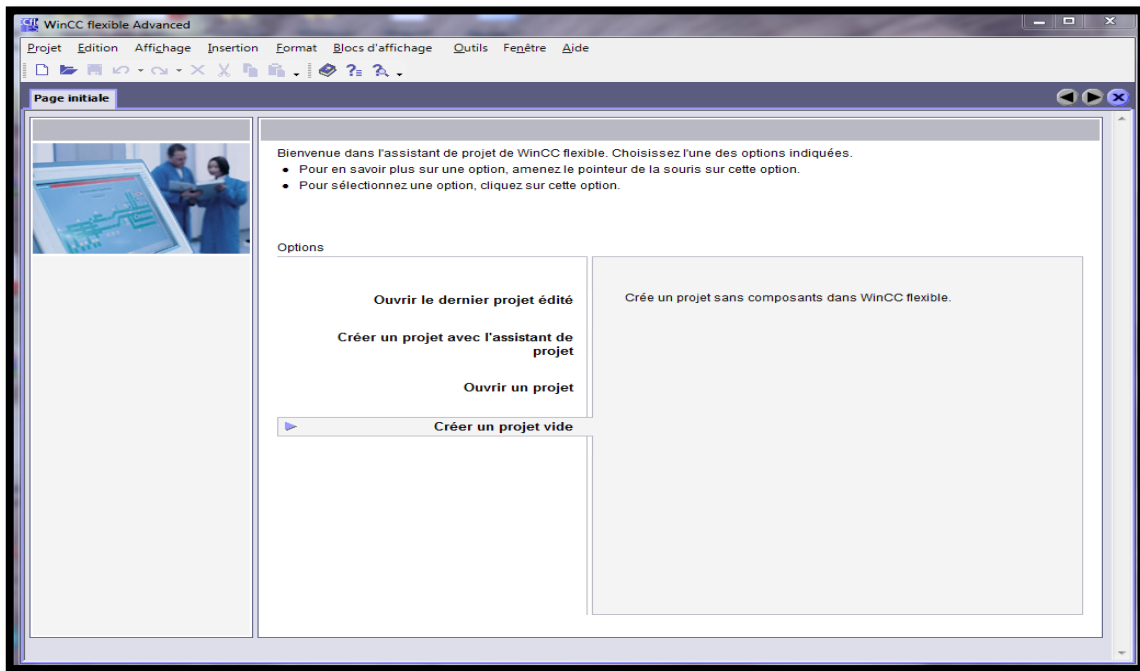 WinCC flexible Advanced
Projet Edition Affichage Insertion Format Blocs d'affichage Outils Fenêtre Aide
Page initiale
Bienvenue dans l'assistant de projet de WinCC flexible. Choisissez l'une des options indiquées.
• Pour en savoir plus sur une option, amenez le pointeur de la souris sur cette option.
• Pour sélectionnez une option, cliquez sur cette option.
Options
Ouvrir le dernier projet édité
Créer un projet avec l'assistant de
projet
Ouvrir un projet
Créer un projet vide
Crée un projet sans composants dans WinCC flexible.